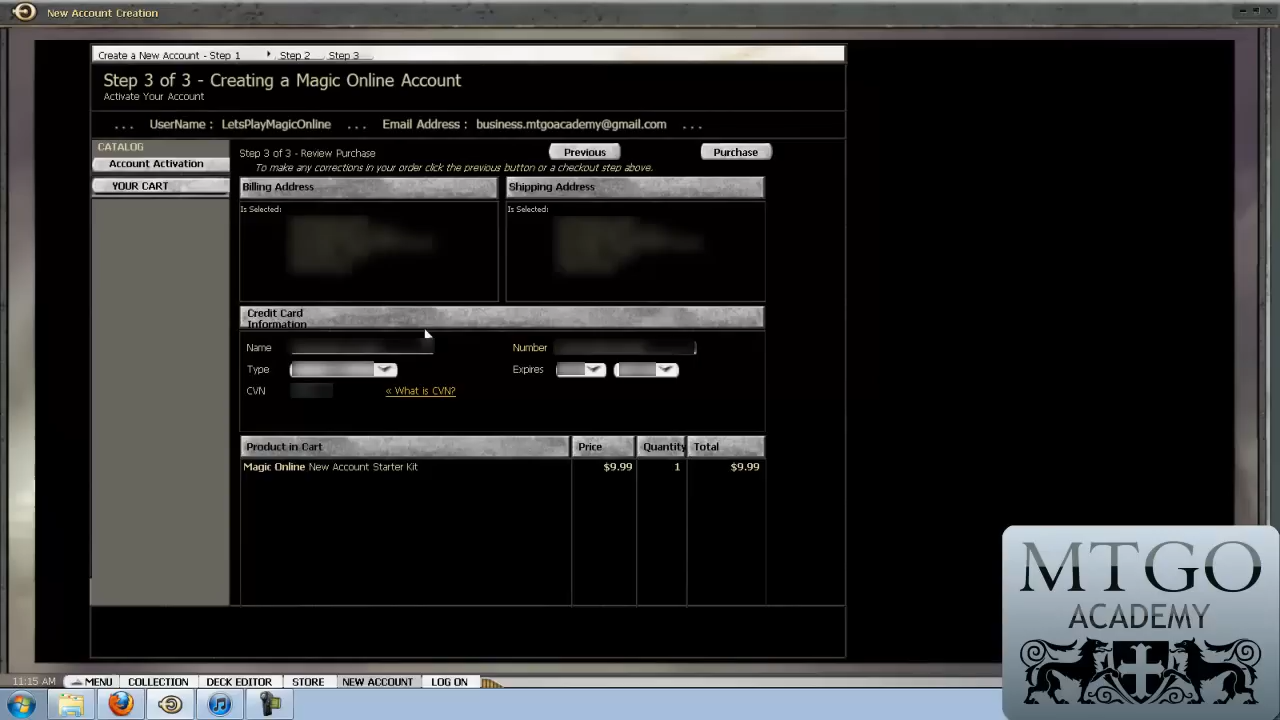 New Account Creation
Create a New Account - Step 1 Step 2 Step 3
Step 3 of 3 - Creating a Magic Online Account
Activate Your Account
... UserName : LetsPlayMagicOnline ... Email Address : business.mtgoacademy@gmail.com ...
CATALOG
Account Activation
YOUR CART
Step 3 of 3 - Review Purchase
Previous
Purchase
To make any corrections in your order click the previous button or a checkout step above.
Billing Address
Shipping Address
Is Selected:
Is Selected:
Credit Card
Information
Name
Number
Type
Expires
CVN
« What is CVN?
Product in Cart Price Quantity Total
Magic Online New Account Starter Kit $9.99 1 $9.99
MTGO
ACADEMY
11:15 AM MENU COLLECTION DECK EDITOR STORE NEW ACCOUNT LOG ON